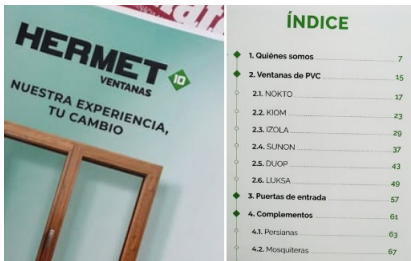 HERMET 10
VENTANAS
NUESTRA EXPERIENCIA,
TU CAMBIO
ÍNDICE
1. Quiénes somos 7
2. Ventanas de PVC 15
2.1. NOKTO 17
2.2. KIOM 23
2.3. IZOLA 29
2.4. SUNON 37
2.5. DUOP 43
2.6. LUKSA 49
3. Puertas de entrada 57
4. Complementos 61
4.1. Persianas 63
4.2. Mosquiteras 67